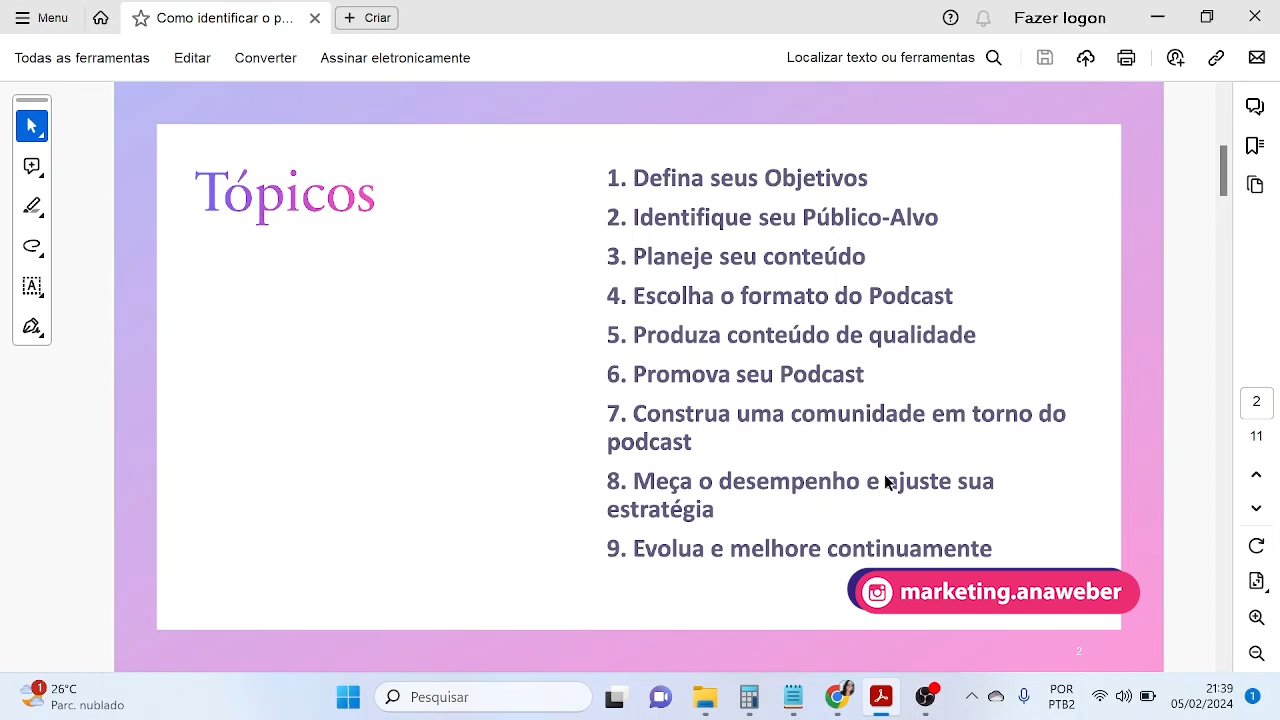 Menu
Como identificar o p...
Criar
Fazer logon
Todas as ferramentas
Editar
Converter
Assinar eletronicamente
Localizar texto ou ferramentas
Tópicos
1. Defina seus Objetivos
2. Identifique seu Público-Alvo
3. Planeje seu conteúdo
4. Escolha o formato do Podcast
5. Produza conteúdo de qualidade
6. Promova seu Podcast
7. Construa uma comunidade em torno do
podcast
8. Meça o desempenho e ajuste sua
estratégia
9. Evolua e melhore continuamente
marketing.anaweber
2
2
11
1
26°C
Parc. nublado
Pesquisar
POR
PTB2
21:39
05/02/2024
1